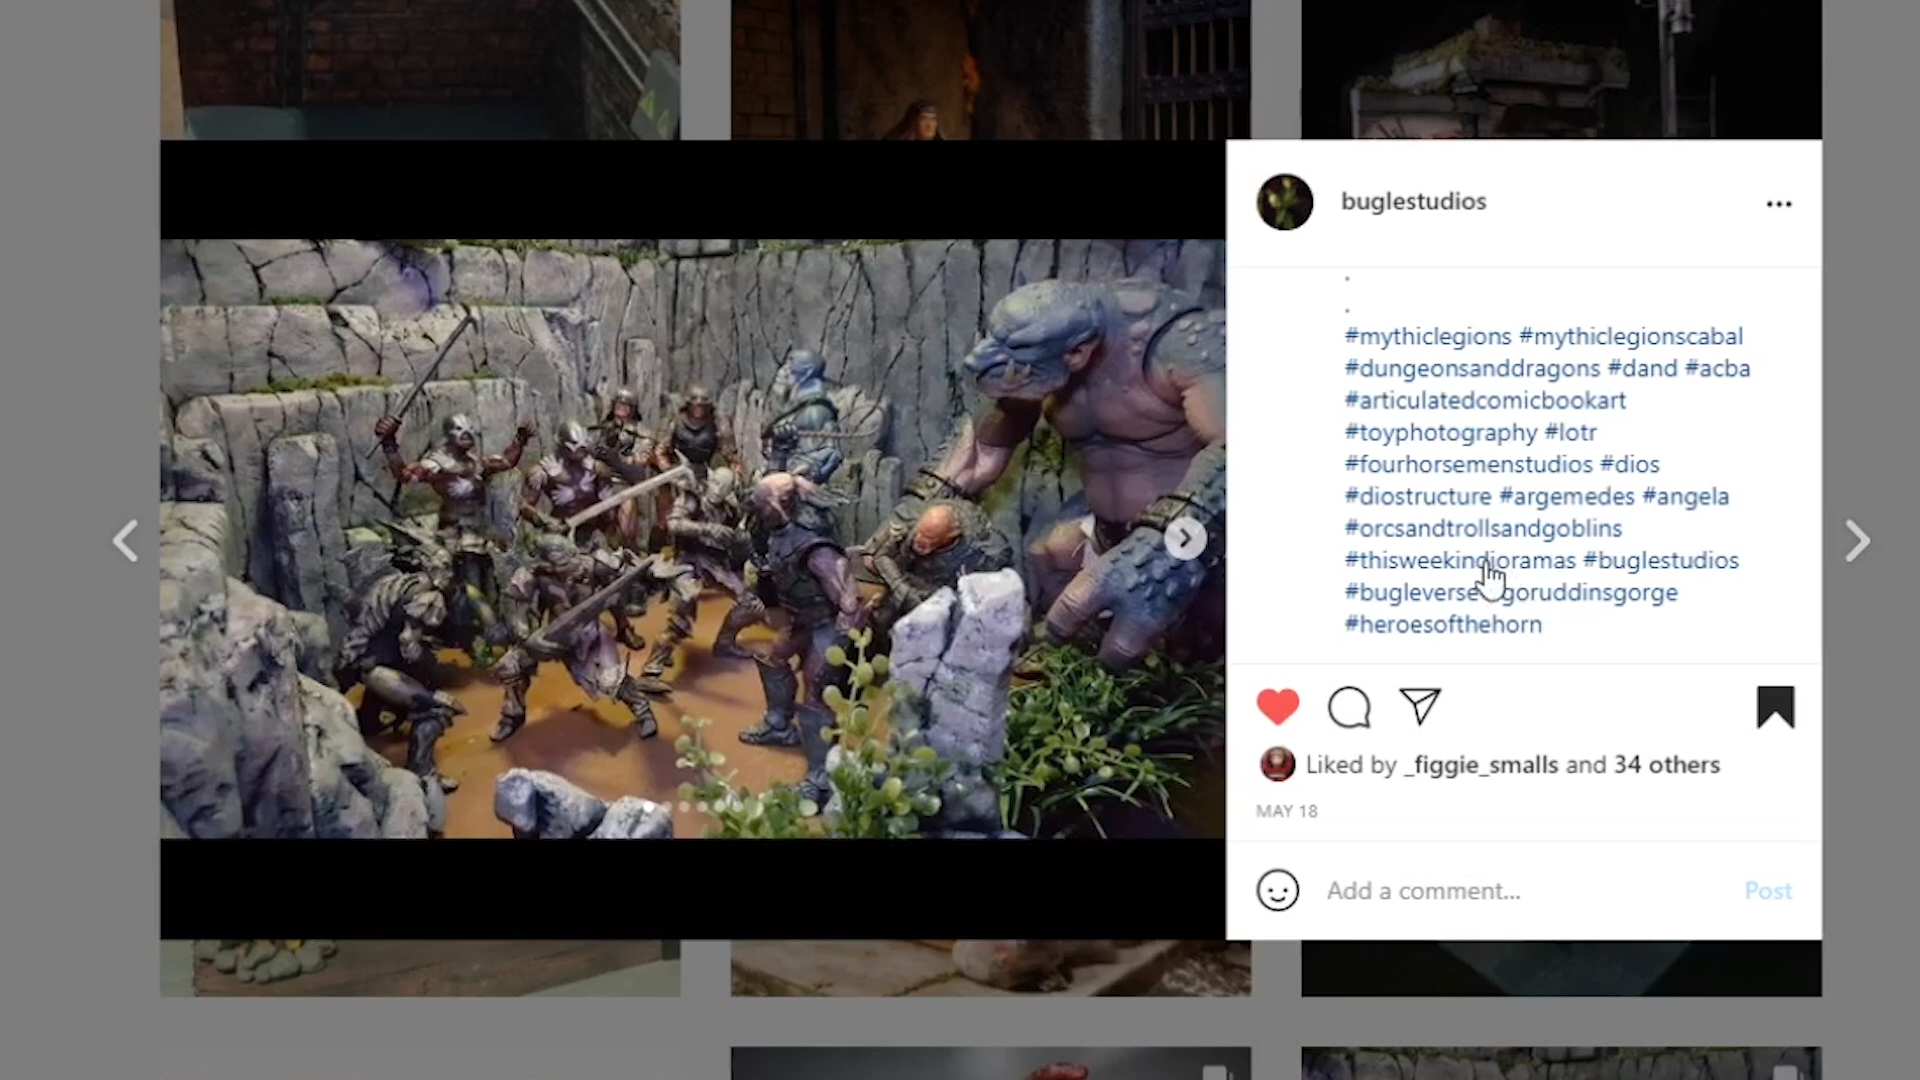 buglestudios
.
.
#mythiclegions #mythiclegionscabal
#dungeonsanddragons #dand #acba
#articulatedcomicbookart
#toyphotography #lotr
#fourhorsemenstudios #dios
#diostructure #argemedes #angela
#orcsandtrollsandgoblins
#thisweekindioramas #buglestudios
#bugleverse #goruddinsgorge
#heroesofthehorn
Liked by _figgie_smalls and 34 others
MAY 18
Add a comment...
Post